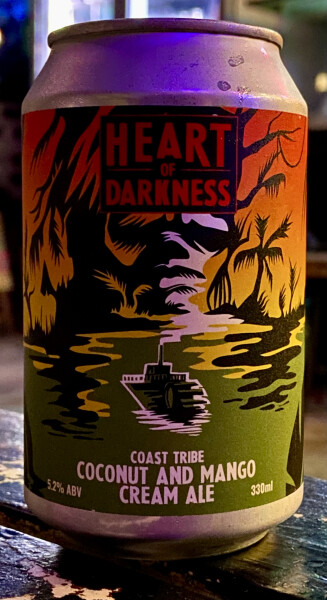 HEART
OF
DARKNESS
COAST TRIBE
COCONUT AND MANGO
CREAM ALE
5.2% ABV
330ml